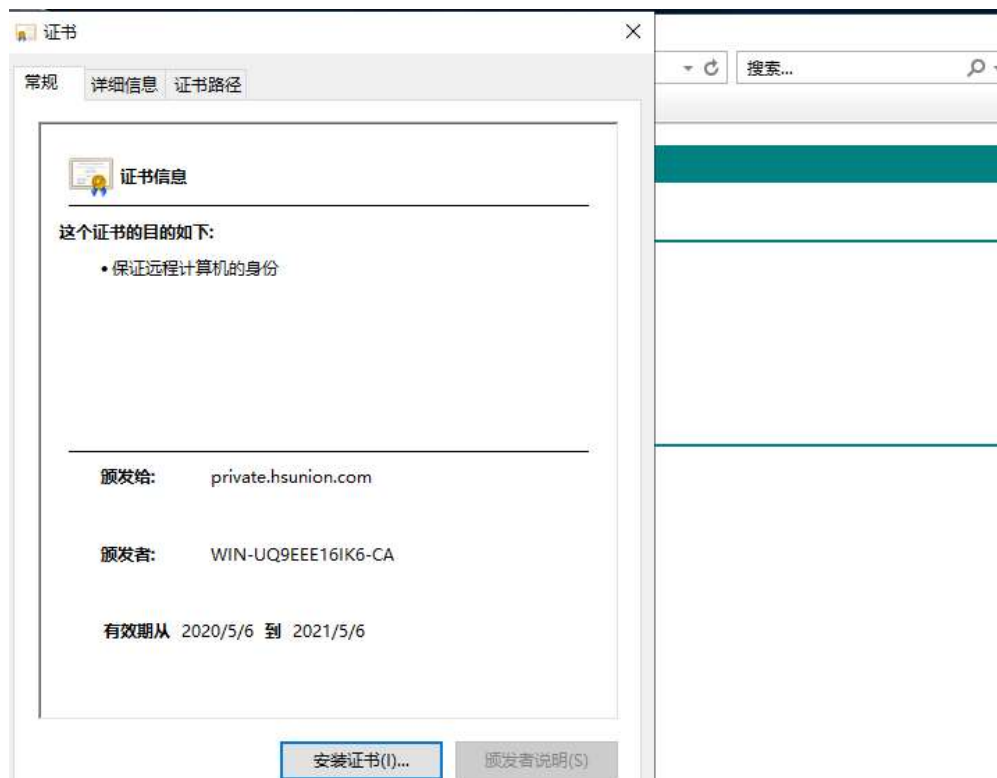 证书
搜索...
常规 详细信息 证书路径
证书信息
这个证书的目的如下:
• 保证远程计算机的身份
颁发给: private.hsunion.com
颁发者: WIN-UQ9EEE16IK6-CA
有效期从 2020/5/6 到 2021/5/6
安装证书(I)... 颁发者说明(S)